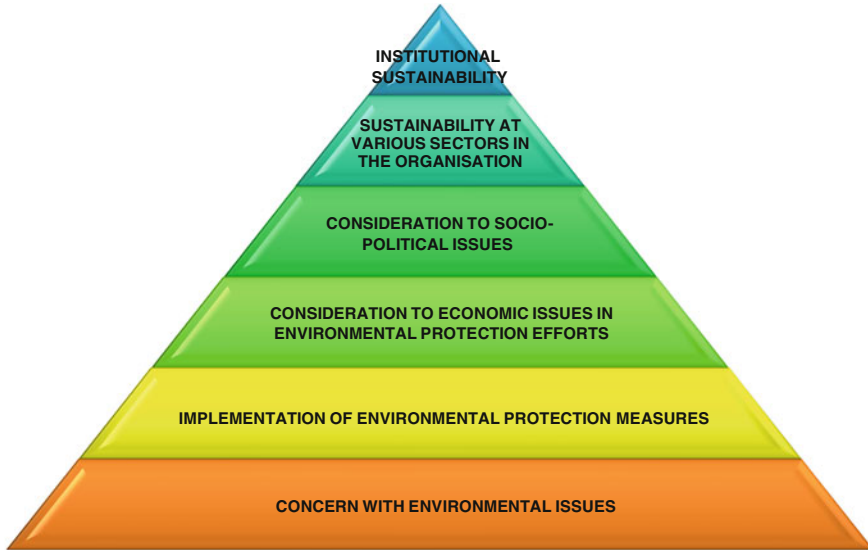 INSTITUTIONAL
SUSTAINABILITY
SUSTAINABILITY AT
VARIOUS SECTORS IN
THE ORGANISATION
CONSIDERATION TO SOCIO-
POLITICAL ISSUES
CONSIDERATION TO ECONOMIC ISSUES IN
ENVIRONMENTAL PROTECTION EFFORTS
IMPLEMENTATION OF ENVIRONMENTAL PROTECTION MEASURES
CONCERN WITH ENVIRONMENTAL ISSUES